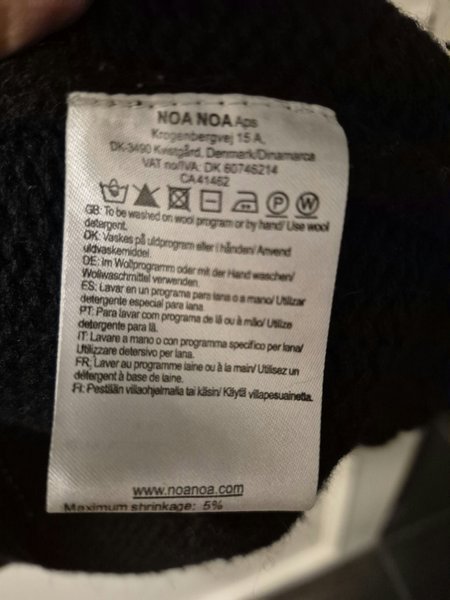 NOA NOA Aps
Krogenbergvej 15 A,
DK-3490 Kvistgård, Denmark/Dinamarca
VAT no/IVA: DK 60746214
CA41462
P W
GB: To be washed on wool program or by hand/ Use wool
detergent.
DK: Vaskes på uldprogram eller i hånden/ Anvend
uldvaskemiddel.
DE: Im Wollprogramm oder mit der Hand waschen/
Wollwaschmittel verwenden.
ES: Lavar en un programa para lana o a mano/ Utilizar
detergente especial para lana.
PT: Para lavar com programa de lã ou à mão/ Utilize
detergente para lã.
IT: Lavare a mano o con programma specifico per lana/
Utilizzare detersivo per lana.
FR: Laver au programme laine ou à la main/ Utilisez un
détergent à base de laine.
FI: Pestään villaohjelmalla tai käsin/ Käytä villapesuainetta.
www.noanoa.com
Maximum shrinkage: 5%